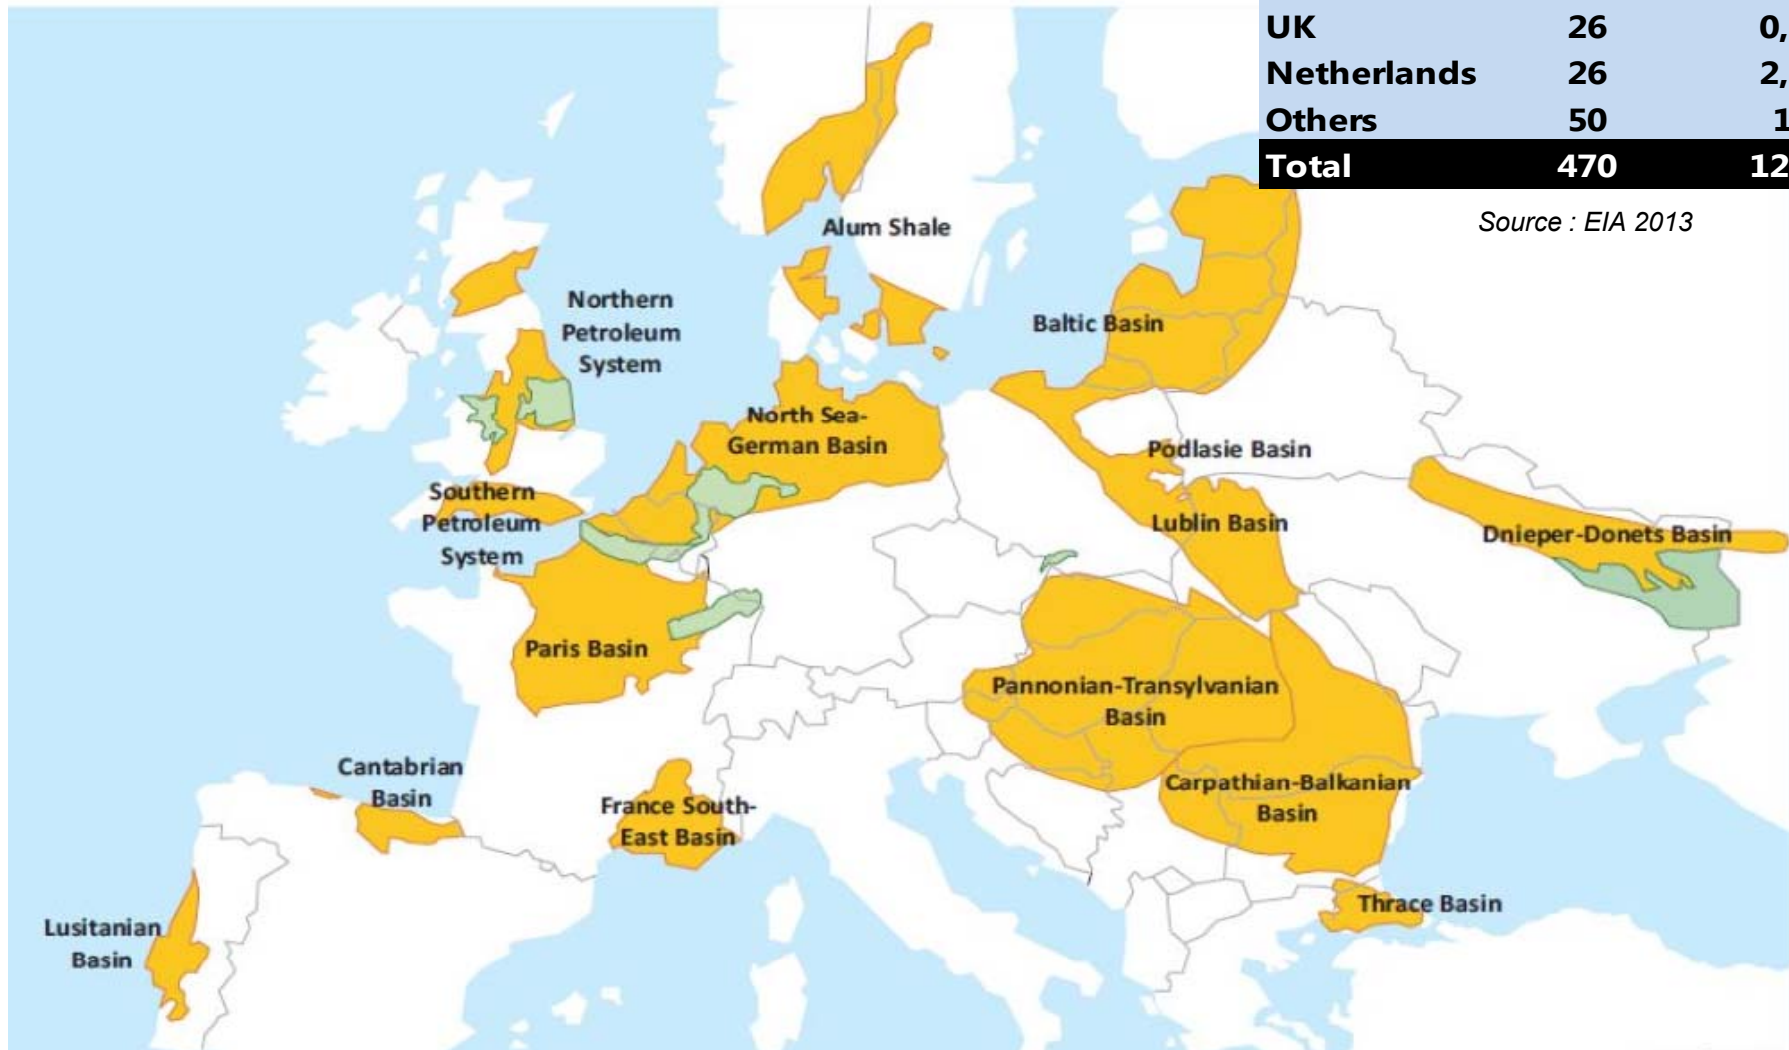 UK 26 0,
Netherlands 26 2,
Others 50 1
Total 470 12
Source : EIA 2013
Alum Shale
Northern
Petroleum
System
Baltic Basin
North Sea-
German Basin
Podlasie Basin
Southern
Petroleum
System
Lublin Basin
Dnieper-Donets Basin
Paris Basin
Pannonian-Transylvanian
Basin
Cantabrian
Basin
France South-
East Basin
Carpathian-Balkanian
Basin
Thrace Basin
Lusitanian
Basin